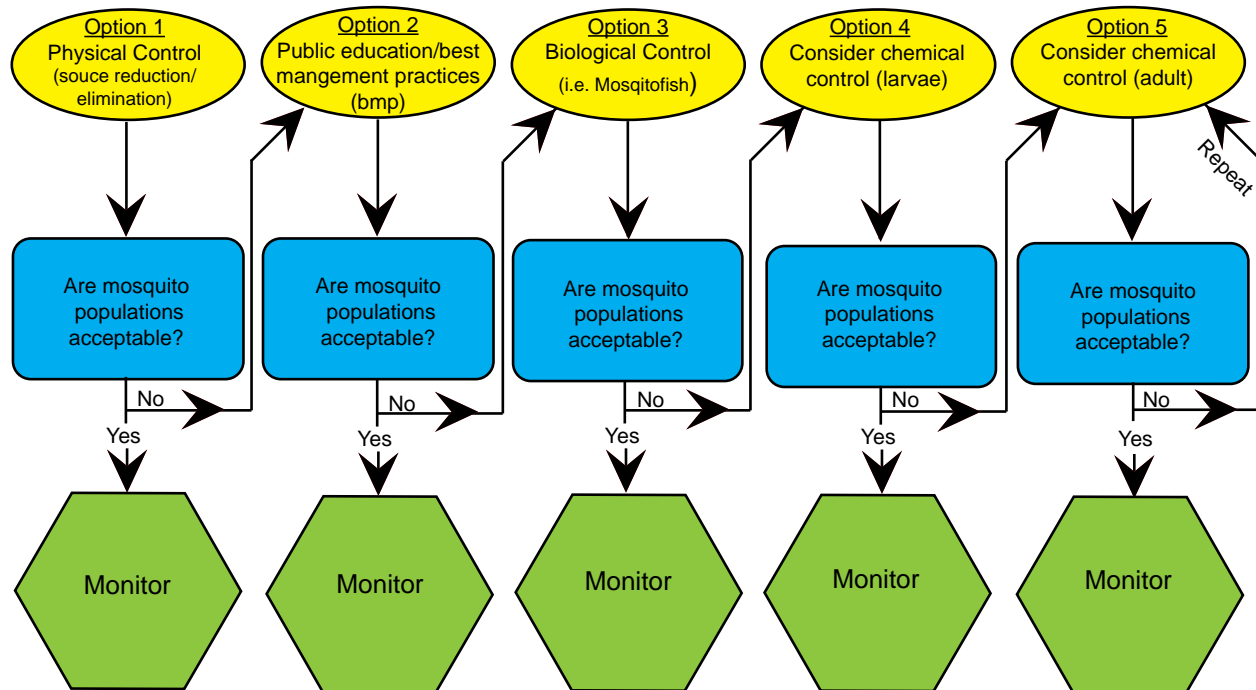 Option 1
Physical Control
(souce reduction/
elimination)
Option 2
Public education/best
mangement practices
(bmp)
Option 3
Biological Control
(i.e. Mosqitofish)
Option 4
Consider chemical
control (larvae)
Option 5
Consider chemical
control (adult)
Repeat
Are mosquito
populations
acceptable?
Are mosquito
populations
acceptable?
Are mosquito
populations
acceptable?
Are mosquito
populations
acceptable?
Are mosquito
populations
acceptable?
No
No
No
No
No
Yes
Yes
Yes
Yes
Yes
Monitor
Monitor
Monitor
Monitor
Monitor